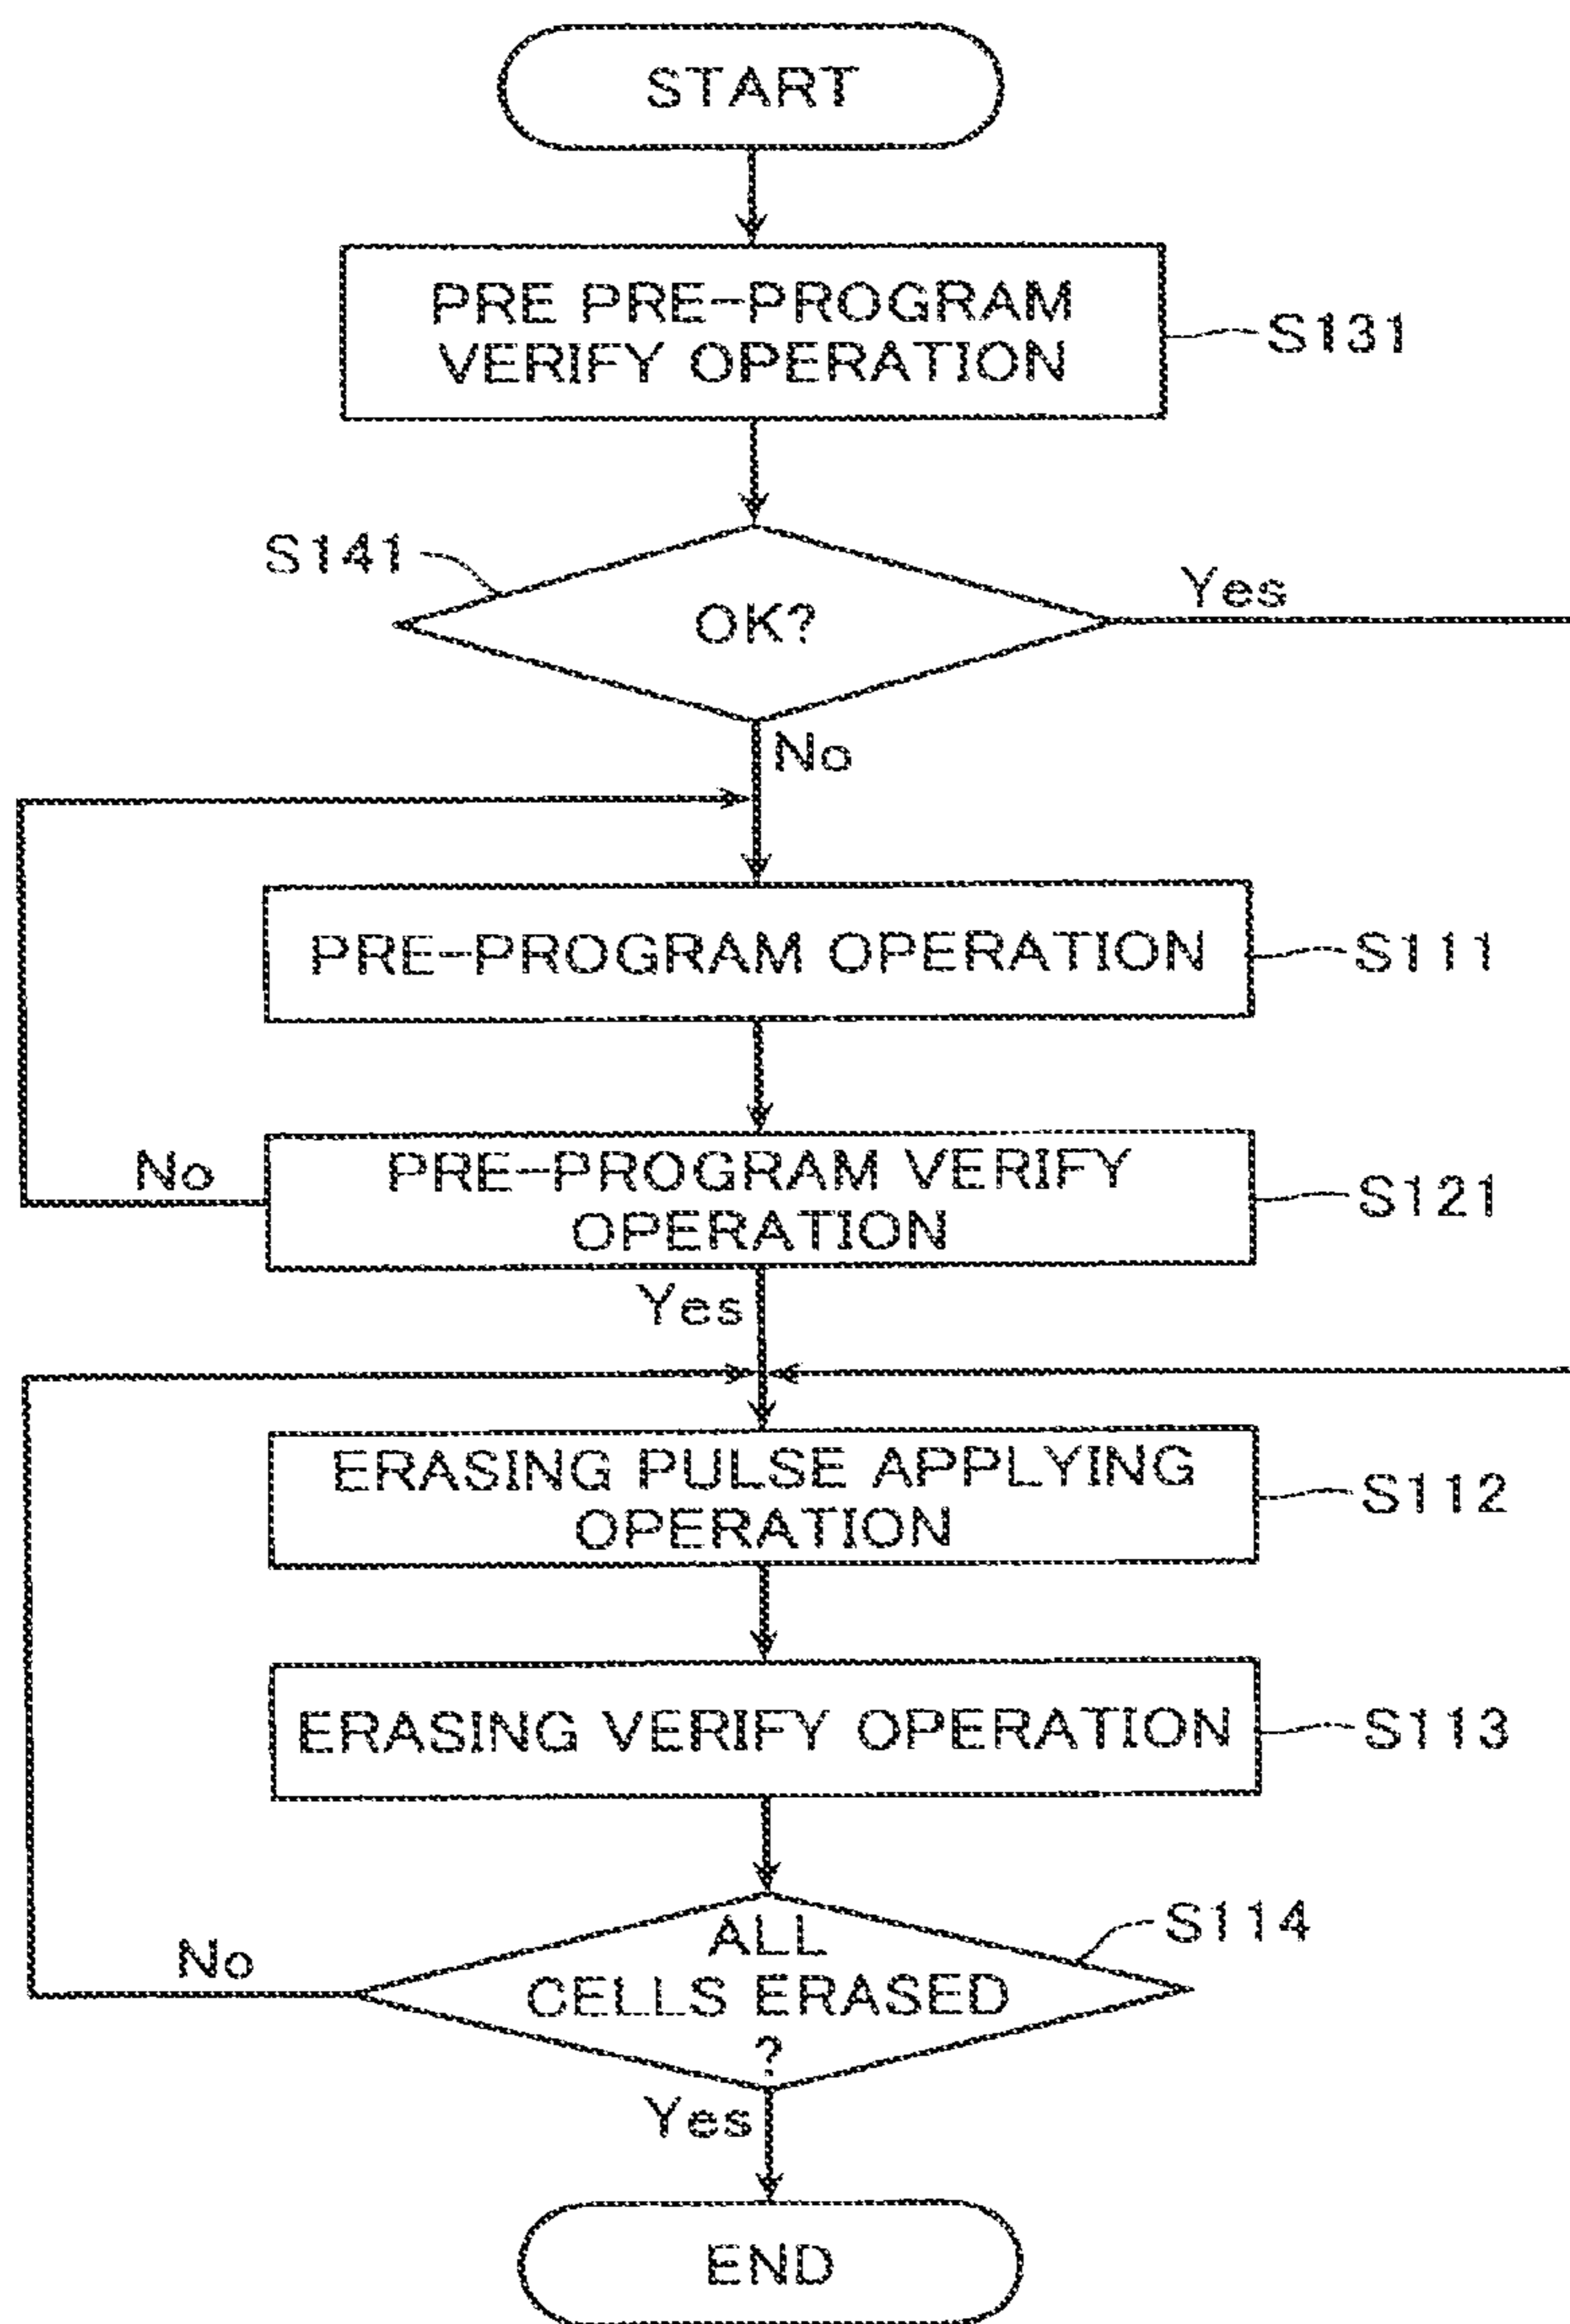 START
PRE PRE-PROGRAM
VERIFY OPERATION
S131
S141
OK?
Yes
No
PRE-PROGRAM OPERATION
S111
No
PRE-PROGRAM VERIFY
OPERATION
S121
Yes
ERASING PULSE APPLYING
OPERATION
S112
ERASING VERIFY OPERATION
S113
S114
No
ALL
CELLS ERASED
?
Yes
END